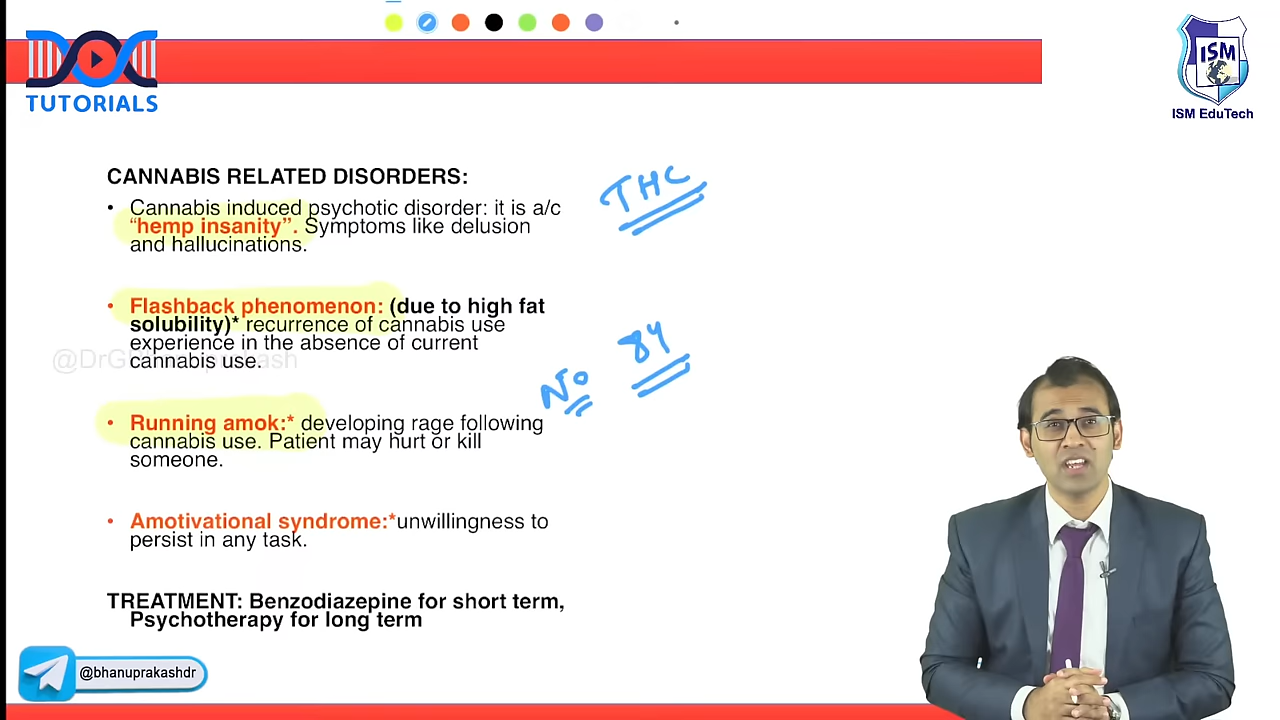 TUTORIALS
ISM
ISM EduTech
CANNABIS RELATED DISORDERS:
• Cannabis induced psychotic disorder: it is a/c
“hemp insanity”. Symptoms like delusion
and hallucinations.
THC
• Flashback phenomenon: (due to high fat
solubility)* recurrence of cannabis use
experience in the absence of current
cannabis use.
No 84
• Running amok:* developing rage following
cannabis use. Patient may hurt or kill
someone.
• Amotivational syndrome:*unwillingness to
persist in any task.
TREATMENT: Benzodiazepine for short term,
Psychotherapy for long term
@bhanuprakashdr